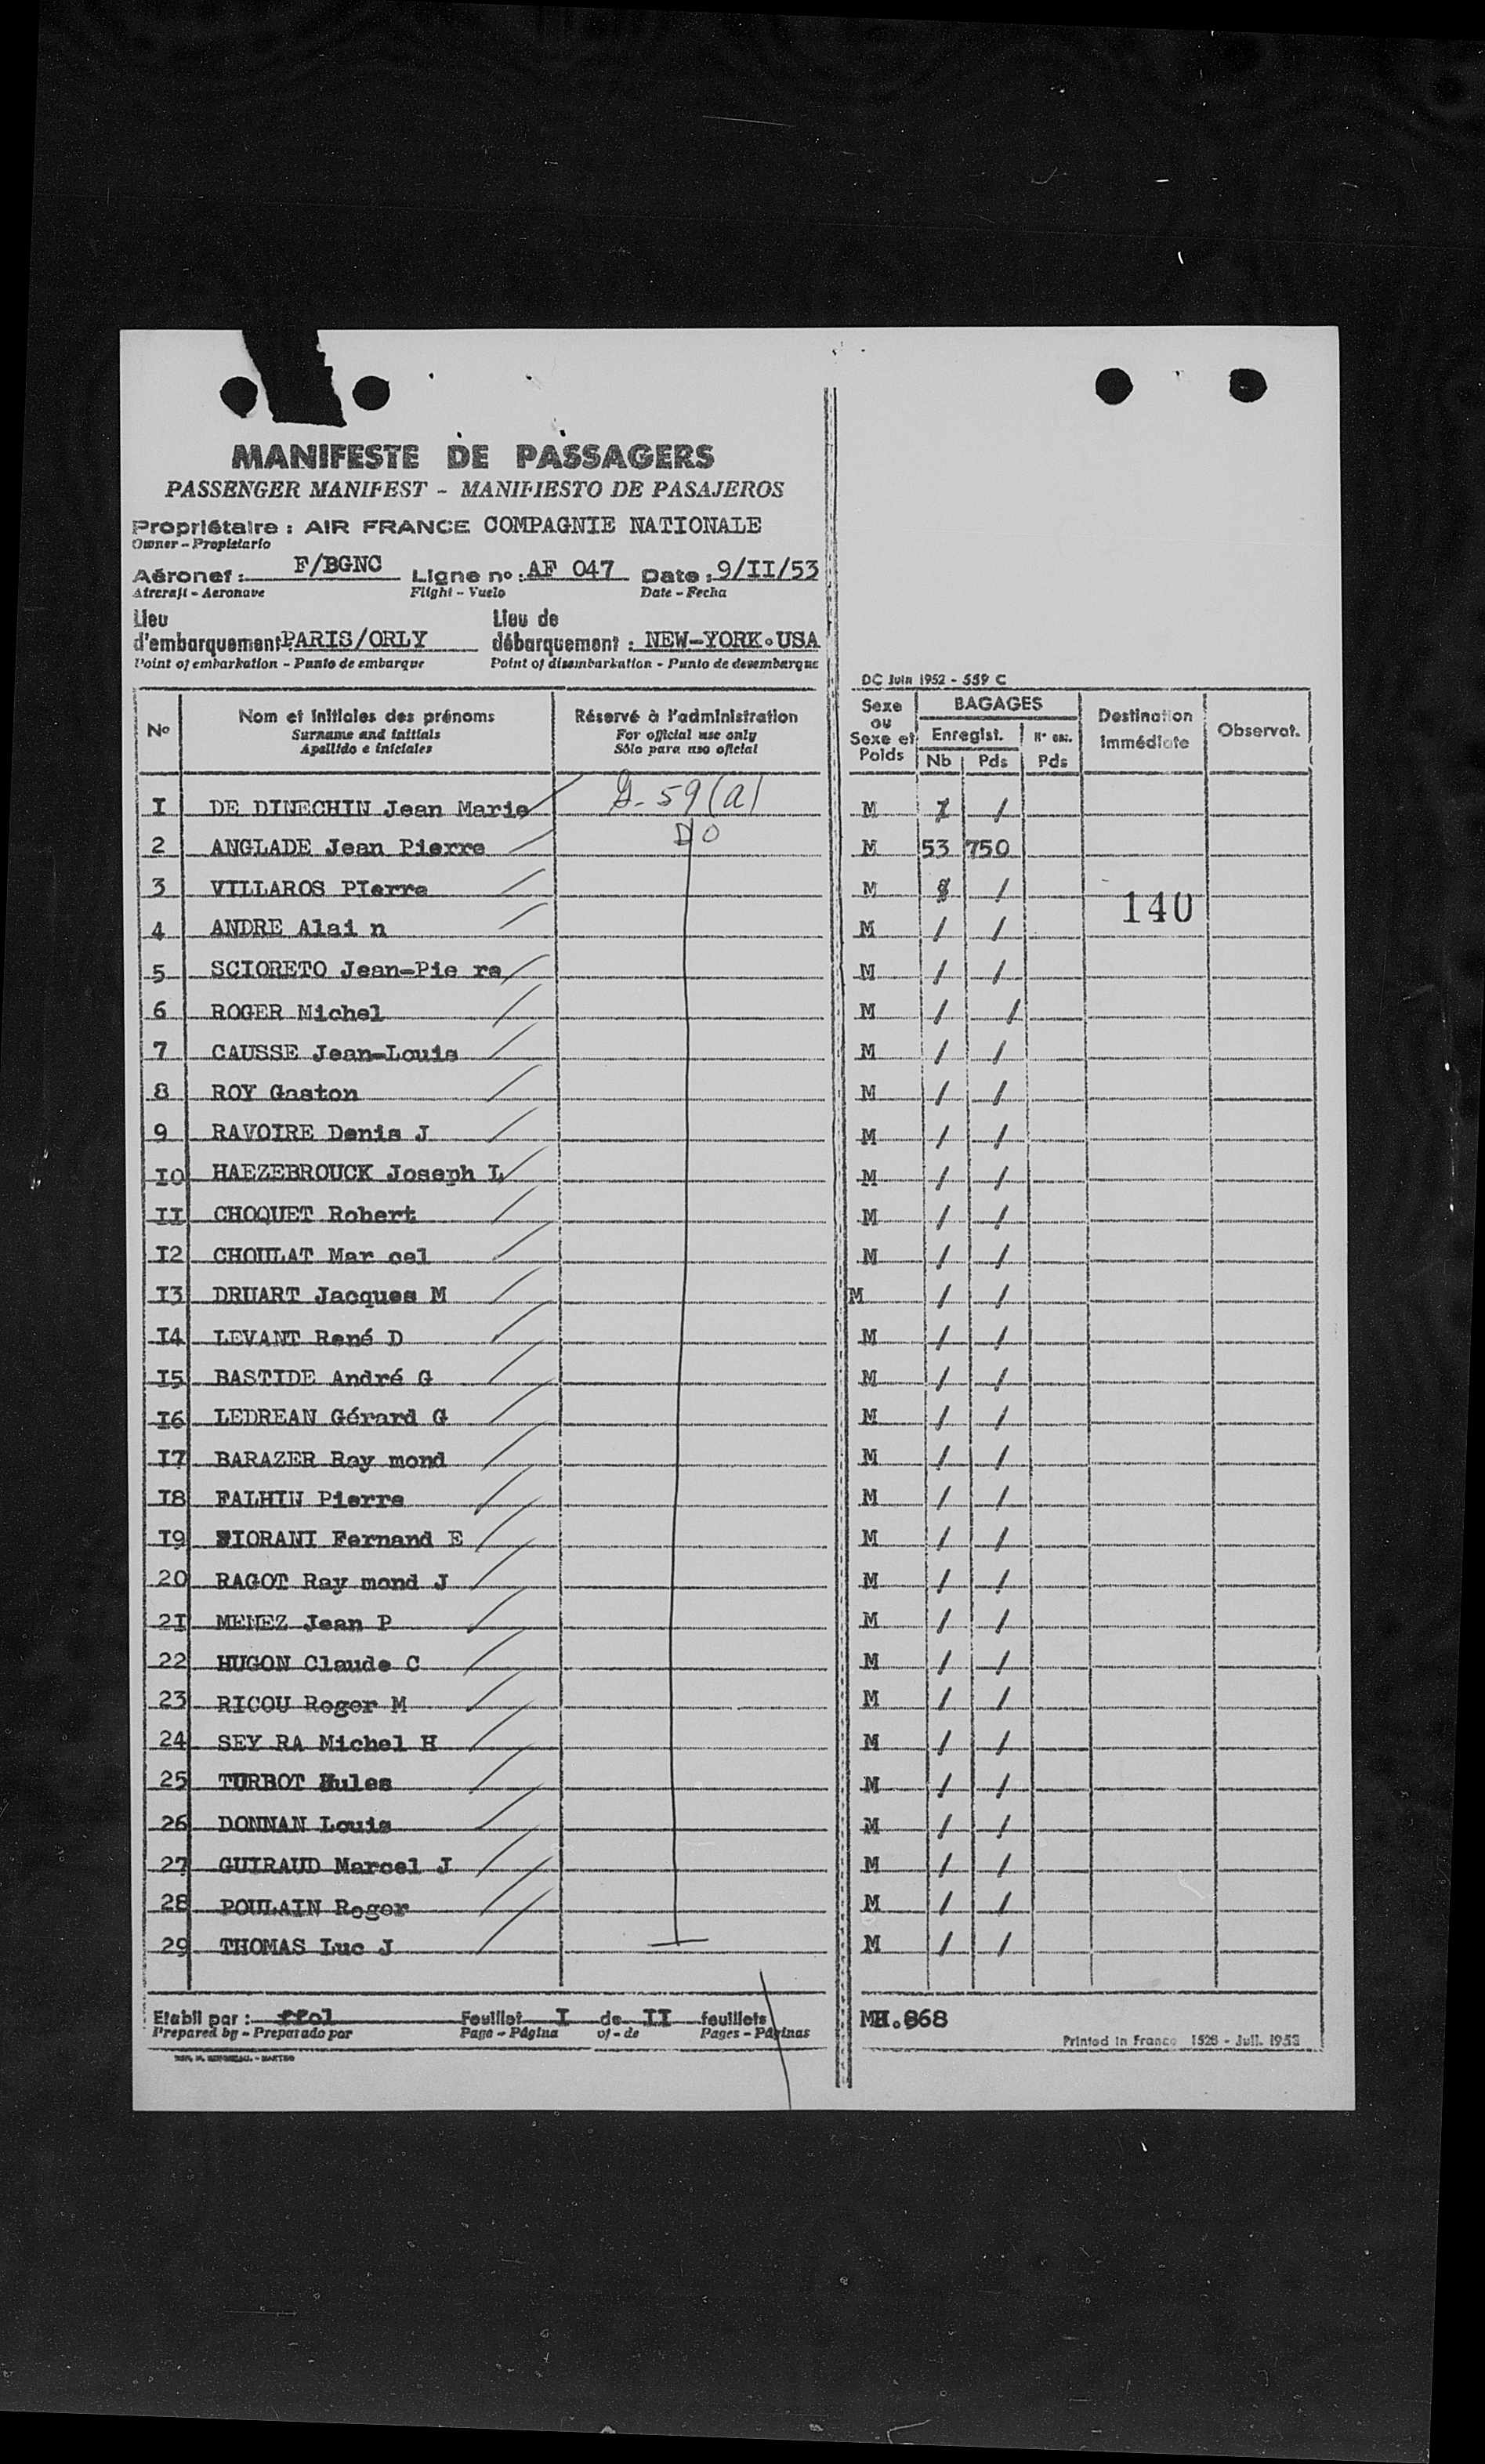 MANIFESTE DE PASSAGERS
PASSENGER MANIFEST - MANIFIESTO DE PASAJEROS
Propriétaire : AIR FRANCE COMPAGNIE NATIONALE
Owner - Propietario
Aéronef : F/BGNC Ligne nº : AF 047 Date : 9/II/53
Aircraft - Aeronave Flight - Vuelo Date - Fecha
Lieu d'embarquement PARIS/ORLY Lieu de débarquement : NEW-YORK.USA
Point of embarkation - Punto de embarque Point of disembarkation - Punto de desembarque
DC Juin 1952 - 559 C
Nº Nom et initiales des prénoms Réservé à l'administration Sexe ou Sexe et Poids BAGAGES Destination immédiate Observat.
Surname and initials For official use only Enregist.
Apellido e iniciales Sólo para uso oficial Nb Pds Pds
I DE DINECHIN Jean Marie G-59(a) M /
2 ANGLADE Jean Pierre DO M 53 750
3 VILLAROS PIerre M /
140
4 ANDRE Alai n M / /
5 SCIORETO Jean-Pie re M / /
6 ROGER Michel M / /
7 CAUSSE Jean-Louis M / /
8 ROY Gaston M / /
9 RAVOIRE Denis J M / /
IO HAEZEBROUCK Joseph L M / /
II CHOQUET Robert M / /
I2 CHOULAT Mar cel M / /
I3 DRUART Jacques M M / /
I4 LEVANT René D M / /
I5 BASTIDE André G M / /
I6 LEDREAN Gérard G M / /
I7 BARAZER Ray mond M / /
I8 FALHIU Pierre M / /
I9 FIORANI Fernand E M / /
20 RAGOT Ray mond J M / /
2I MENEZ Jean P M / /
22 HUGON Claude C M / /
23 RICOU Roger M M / /
24 SEY RA Michel H M / /
25 TURBOT Jules M / /
26 DONNAN Louis M / /
27 GUIRAUD Marcel J M / /
28 POULAIN Roger M / /
29 THOMAS Luc J M / /
Etabli par : Feuillet I de II feuillets MH.868
Prepared by - Preparado por Page - Página of - de Pages - Páginas
Printed in France 1528 - Juil. 1953